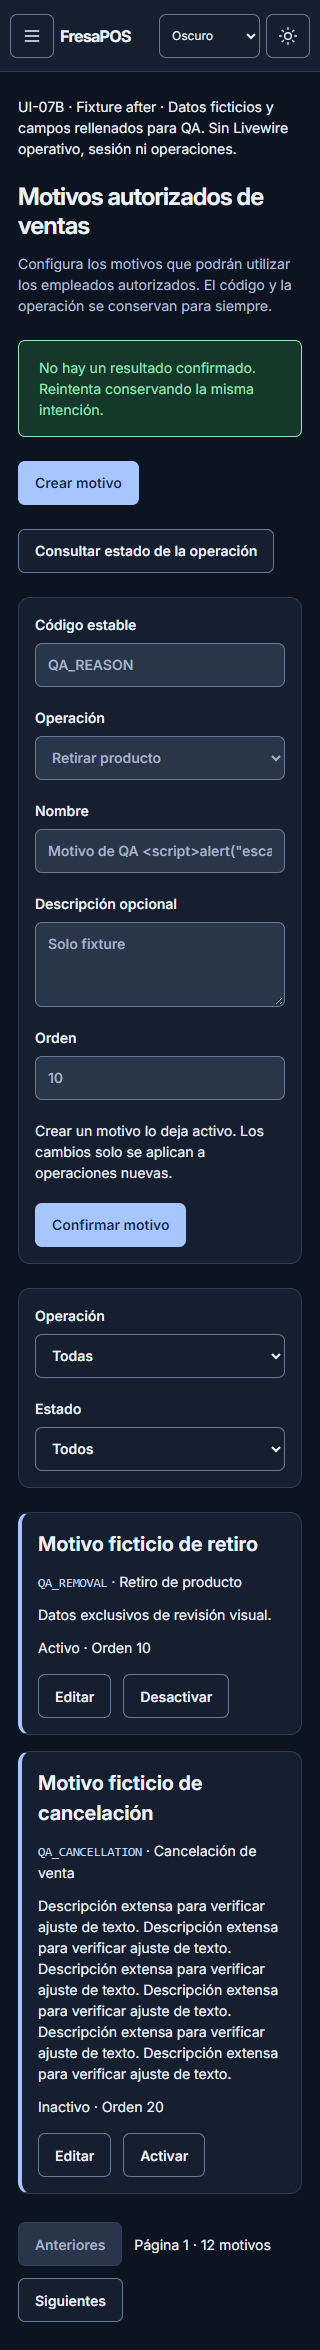 FresaPOS
Oscuro
UI-07B · Fixture after · Datos ficticios y
campos rellenados para QA. Sin Livewire
operativo, sesión ni operaciones.
Motivos autorizados de
ventas
Configura los motivos que podrán utilizar
los empleados autorizados. El código y la
operación se conservan para siempre.
No hay un resultado confirmado.
Reintenta conservando la misma
intención.
Crear motivo
Consultar estado de la operación
Código estable
QA_REASON
Operación
Retirar producto
Nombre
Motivo de QA <script>alert("esca
Descripción opcional
Solo fixture
Orden
10
Crear un motivo lo deja activo. Los
cambios solo se aplican a
operaciones nuevas.
Confirmar motivo
Operación
Todas
Estado
Todos
Motivo ficticio de retiro
QA_REMOVAL · Retiro de producto
Datos exclusivos de revisión visual.
Activo · Orden 10
Editar
Desactivar
Motivo ficticio de
cancelación
QA_CANCELLATION · Cancelación de
venta
Descripción extensa para verificar
ajuste de texto. Descripción extensa
para verificar ajuste de texto.
Descripción extensa para verificar
ajuste de texto. Descripción extensa
para verificar ajuste de texto.
Descripción extensa para verificar
ajuste de texto. Descripción extensa
para verificar ajuste de texto.
Inactivo · Orden 20
Editar
Activar
Anteriores
Página 1 · 12 motivos
Siguientes